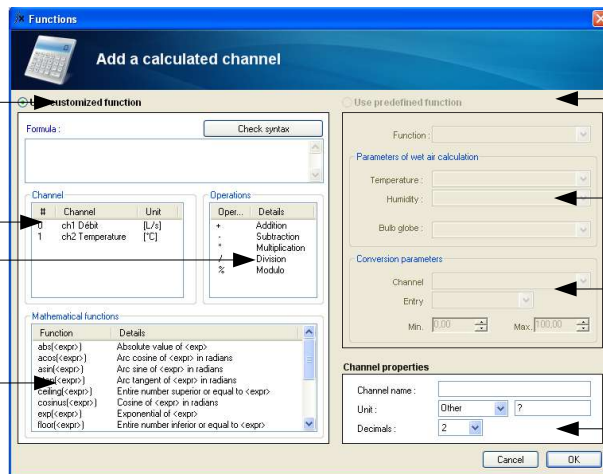 Functions
Add a calculated channel
Use customized function
Formula :
Check syntax
Channel
# Channel Unit
0 ch1 Débit [L/s]
1 ch2 Temperature [°C]
Operations
Oper... Details
+ Addition
- Subtraction
* Multiplication
/ Division
% Modulo
Mathematical functions
Function Details
abs(<expr>) Absolute value of <expr>
acos(<expr>) Arc cosine of <expr> in radians
asin(<expr>) Arc sine of <expr> in radians
atan(<expr>) Arc tangent of <expr> in radians
ceiling(<expr>) Entire number superior or equal to <expr>
cosinus(<expr>) Cosine of <expr> in radians
exp(<expr>) Exponential of <expr>
floor(<expr>) Entire number inferior or equal to <expr>
Use predefined function
Function :
Parameters of wet air calculation
Temperature :
Humidity :
Bulb globe :
Conversion parameters
Channel
Entry
Min. 0,00 Max. 100,00
Channel properties
Channel name :
Unit : Other ?
Decimals : 2
Cancel OK